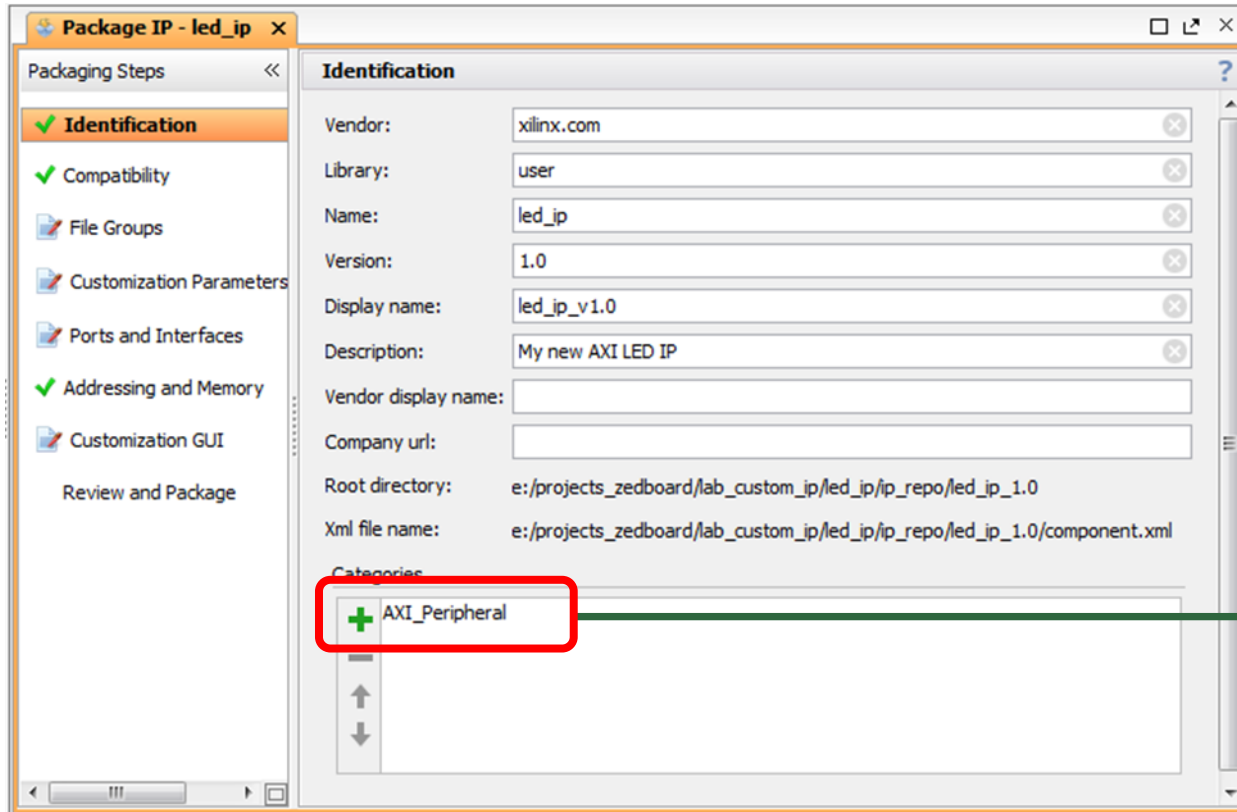 Package IP - led_ip
Packaging Steps
Identification
Compatibility
File Groups
Customization Parameters
Ports and Interfaces
Addressing and Memory
Customization GUI
Review and Package
Identification
Vendor: xilinx.com
Library: user
Name: led_ip
Version: 1.0
Display name: led_ip_v1.0
Description: My new AXI LED IP
Vendor display name:
Company url:
Root directory: e:/projects_zedboard/lab_custom_ip/led_ip/ip_repo/led_ip_1.0
Xml file name: e:/projects_zedboard/lab_custom_ip/led_ip/ip_repo/led_ip_1.0/component.xml
Categories
AXI_Peripheral